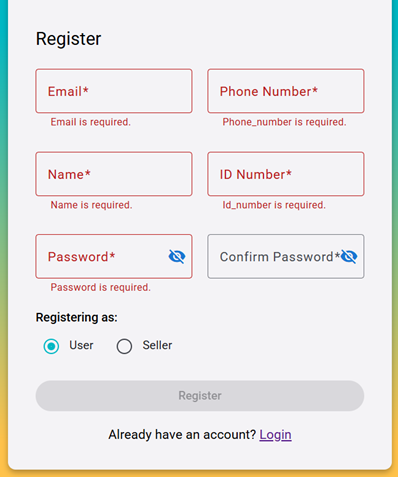 Register
Email* Phone Number*
Email is required. Phone_number is required.
Name* ID Number*
Name is required. Id_number is required.
Password* Confirm Password*
Password is required.
Registering as:
User Seller
Register
Already have an account? Login